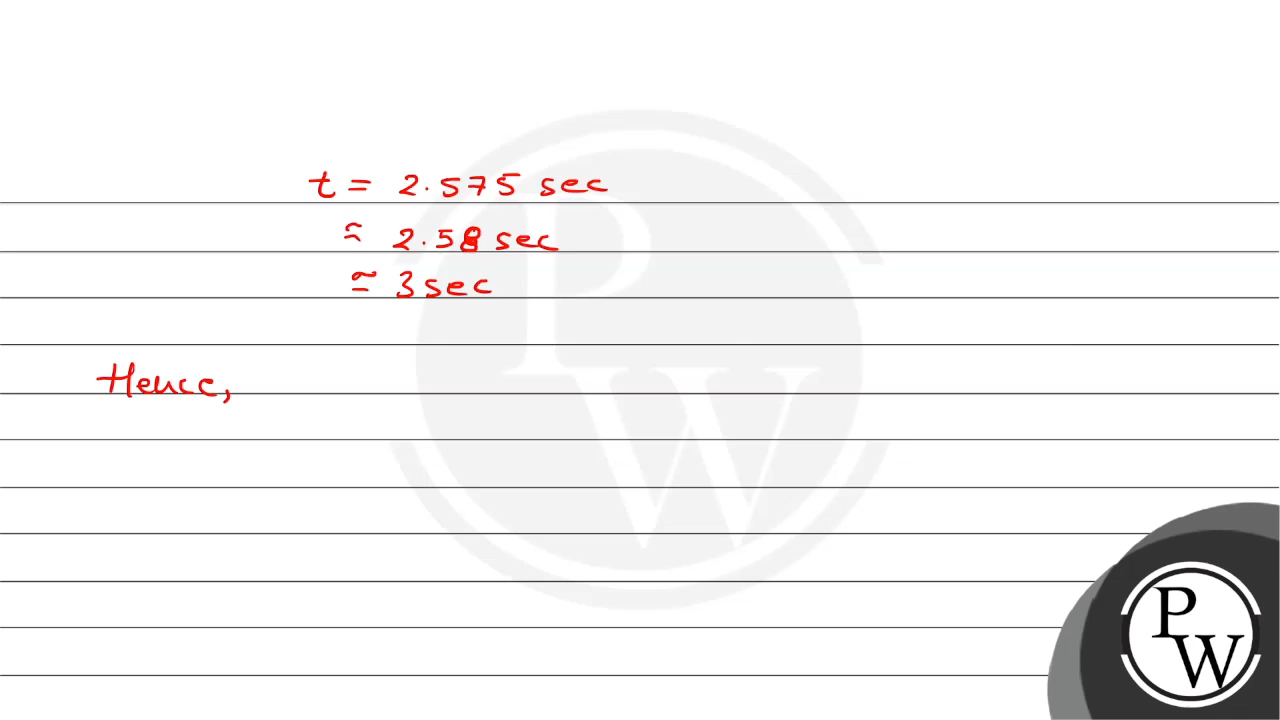 t = 2.575 sec
≈ 2.58 sec
≃ 3 sec
Hence,
P
W
P
W